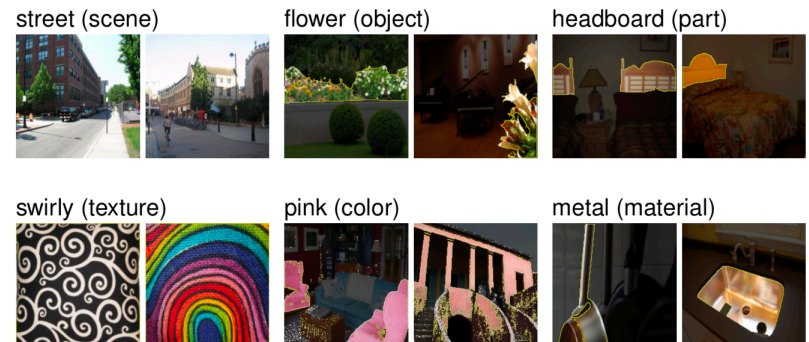 street (scene)
flower (object)
headboard (part)
swirly (texture)
pink (color)
metal (material)